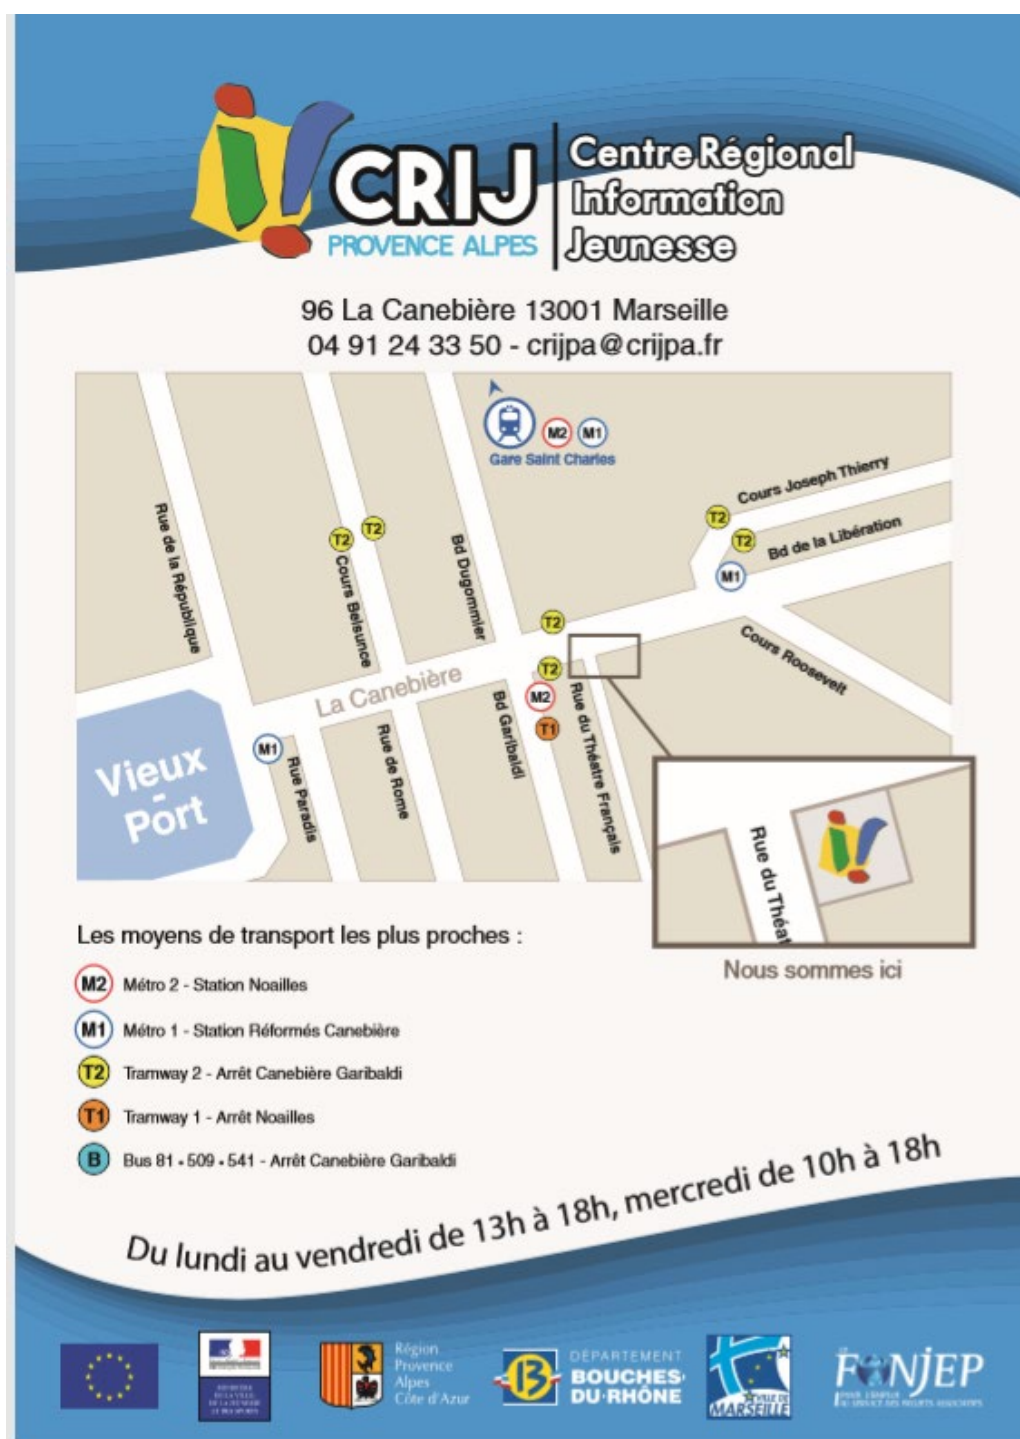 CRIJ
PROVENCE ALPES
Centre Régional
Information
Jeunesse
96 La Canebière 13001 Marseille
04 91 24 33 50 - crijpa@crijpa.fr
M2
M1
Gare Saint Charles
Cours Joseph Thierry
Rue de la République
T2
T2
Cours Belsunce
Bd Dugommier
T2
T2
Bd de la Libération
M1
T2
Cours Roosevelt
La Canebière
T2
M2
T1
Bd Garibaldi
Rue du Théatre Français
M1
Rue Paradis
Rue de Rome
Vieux
-
Port
Rue du Théat
Nous sommes ici
Les moyens de transport les plus proches :
M2 Métro 2 - Station Noailles
M1 Métro 1 - Station Réformés Canebière
T2 Tramway 2 - Arrêt Canebière Garibaldi
T1 Tramway 1 - Arrêt Noailles
B Bus 81 • 509 • 541 - Arrêt Canebière Garibaldi
Du lundi au vendredi de 13h à 18h, mercredi de 10h à 18h
Région
Provence
Alpes
Côte d'Azur
DÉPARTEMENT
BOUCHES
DU·RHÔNE
VILLE DE
MARSEILLE
FONJEP